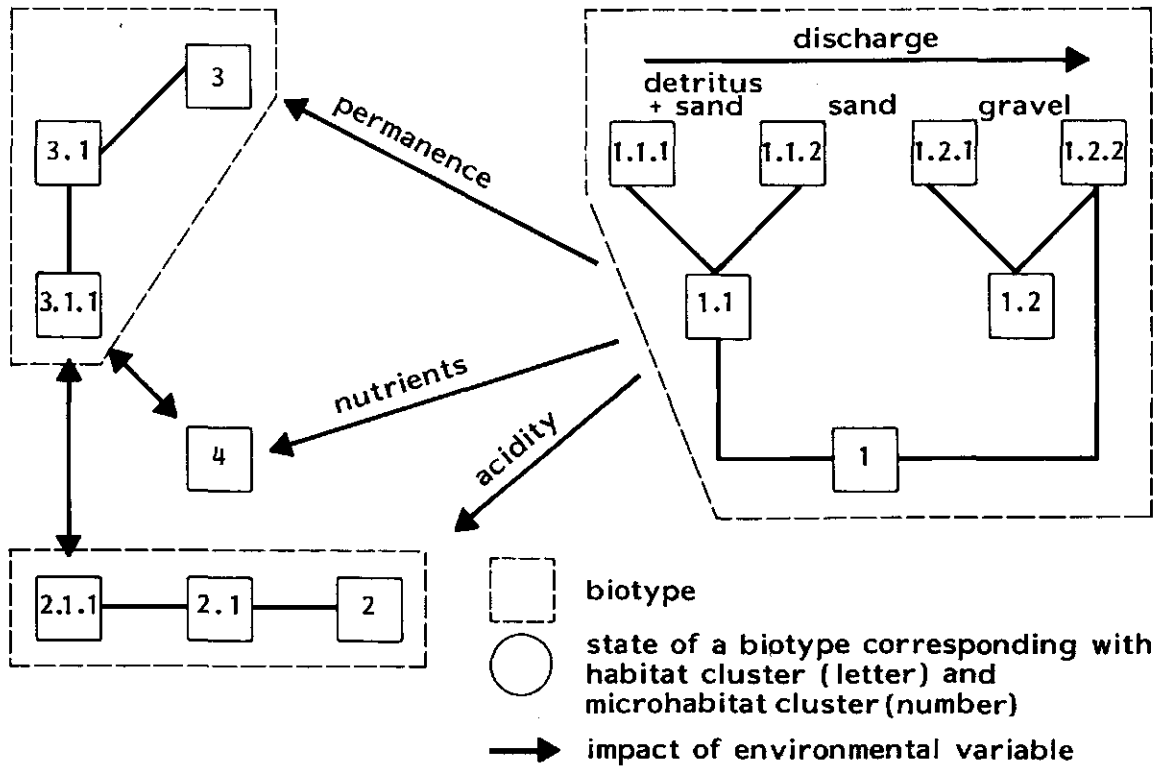 discharge
detritus
+ sand
sand
gravel
1.1.1
1.1.2
1.2.1
1.2.2
1.1
1.2
1
3
3.1
3.1.1
permanence
nutrients
acidity
4
2.1.1
2.1
2
biotype
state of a biotype corresponding with
habitat cluster (letter) and
microhabitat cluster (number)
impact of environmental variable